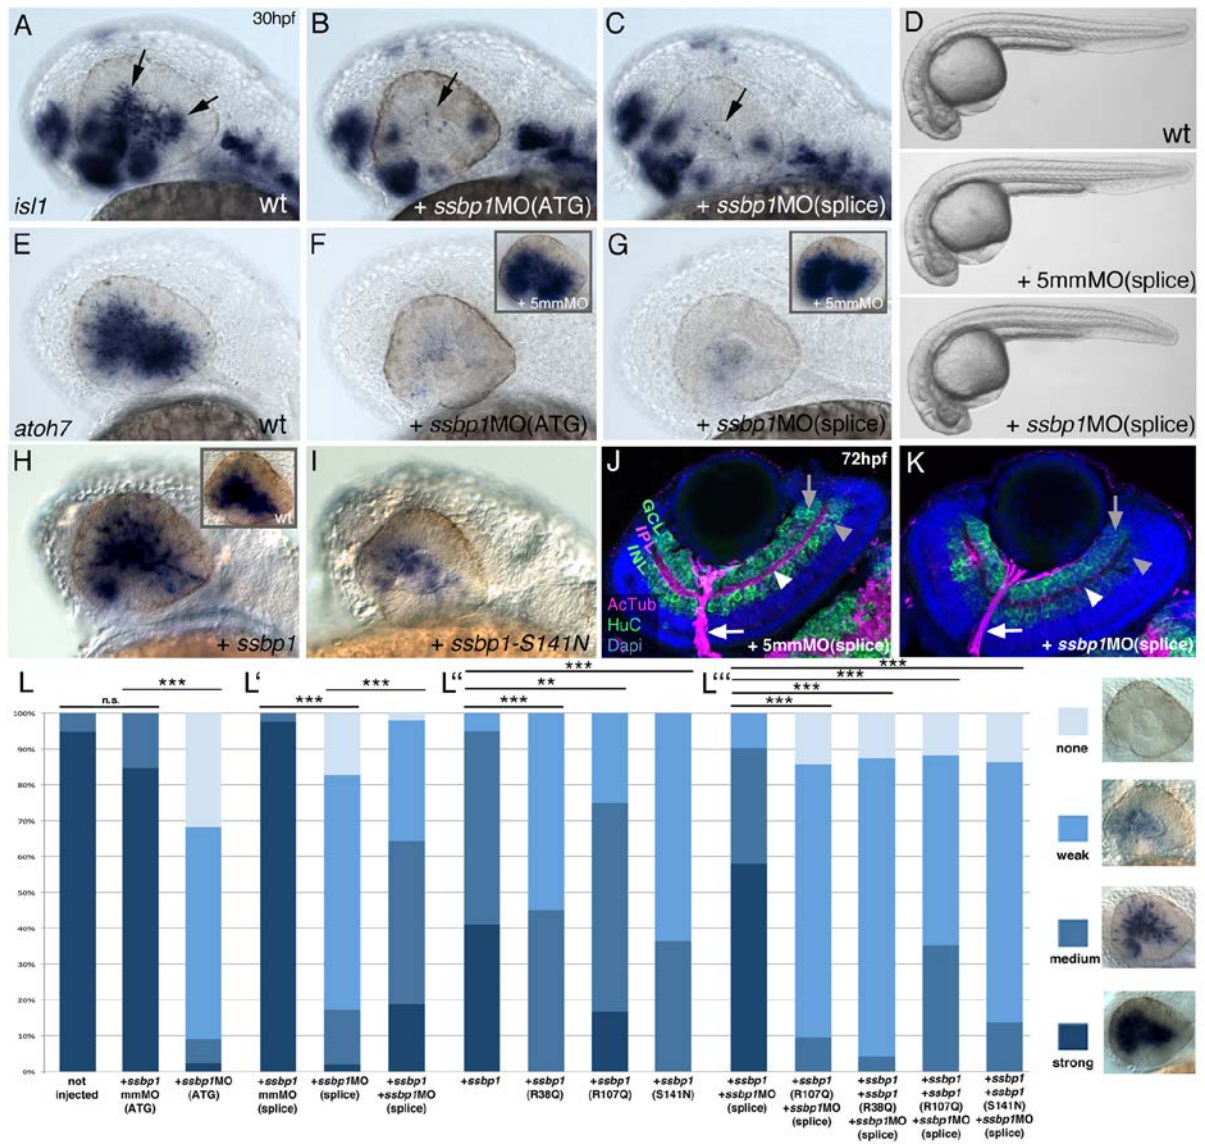 A
30hpf
isl1
wt
B
+ ssbp1MO(ATG)
C
+ ssbp1MO(splice)
D
wt
+ 5mmMO(splice)
+ ssbp1MO(splice)
E
atoh7
wt
F
+ 5mmMO
+ ssbp1MO(ATG)
G
+ 5mmMO
+ ssbp1MO(splice)
H
wt
+ ssbp1
I
+ ssbp1-S141N
J
72hpf
GCL
IPL
INL
AcTub
HuC
Dapi
+ 5mmMO(splice)
K
+ ssbp1MO(splice)
L
n.s.
***
L'
***
***
L''
***
**
***
L'''
***
***
***
***
100%
90%
80%
70%
60%
50%
40%
30%
20%
10%
0%
not
injected
+ssbp1
mmMO
(ATG)
+ssbp1MO
(ATG)
+ssbp1
mmMO
(splice)
+ssbp1MO
(splice)
+ssbp1
+ssbp1MO
(splice)
+ssbp1
+ssbp1
(R38Q)
+ssbp1
(R107Q)
+ssbp1
(S141N)
+ssbp1
+ssbp1MO
(splice)
+ssbp1
(R107Q)
+ssbp1MO
(splice)
+ssbp1
+ssbp1
(R38Q)
+ssbp1MO
(splice)
+ssbp1
+ssbp1
(R107Q)
+ssbp1MO
(splice)
+ssbp1
+ssbp1
(S141N)
+ssbp1MO
(splice)
none
weak
medium
strong